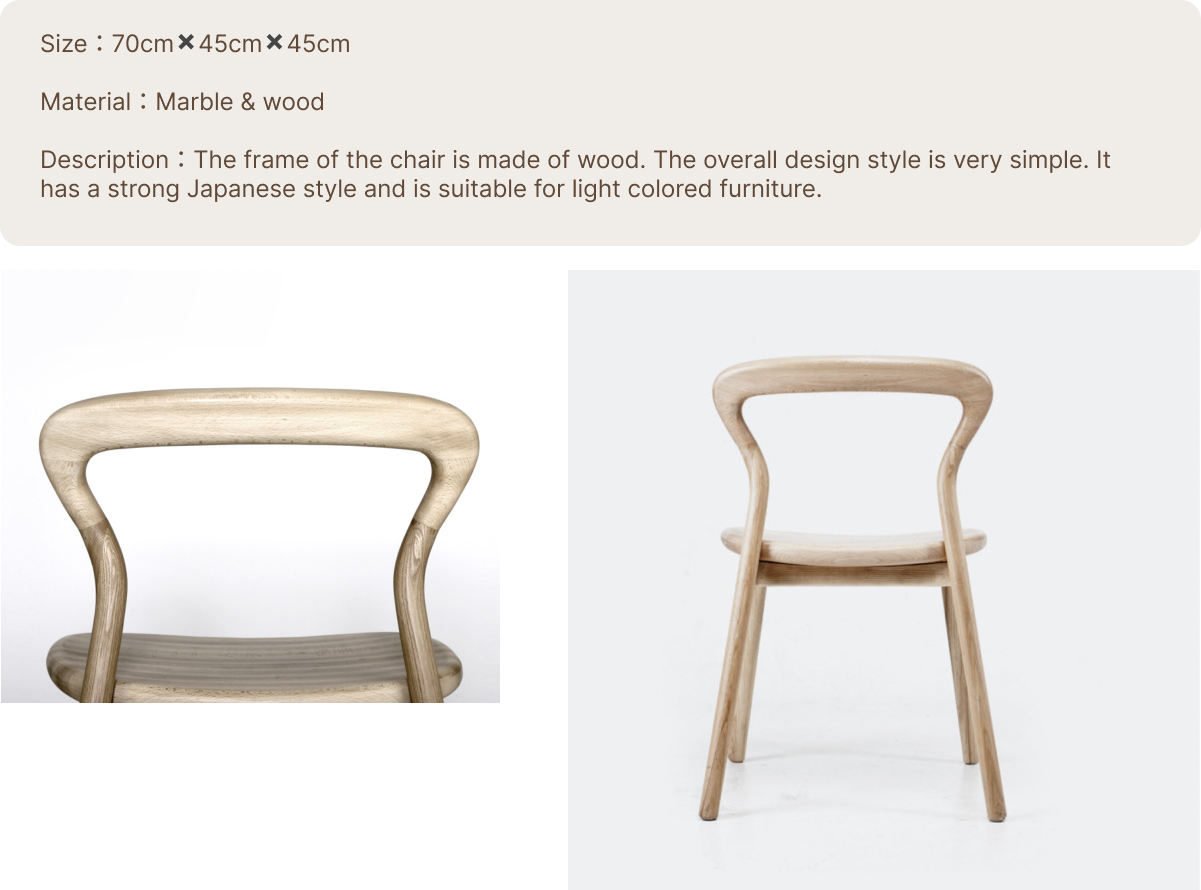 Size：70cm✖️45cm✖️45cm
Material：Marble & wood
Description：The frame of the chair is made of wood. The overall design style is very simple. It
has a strong Japanese style and is suitable for light colored furniture.